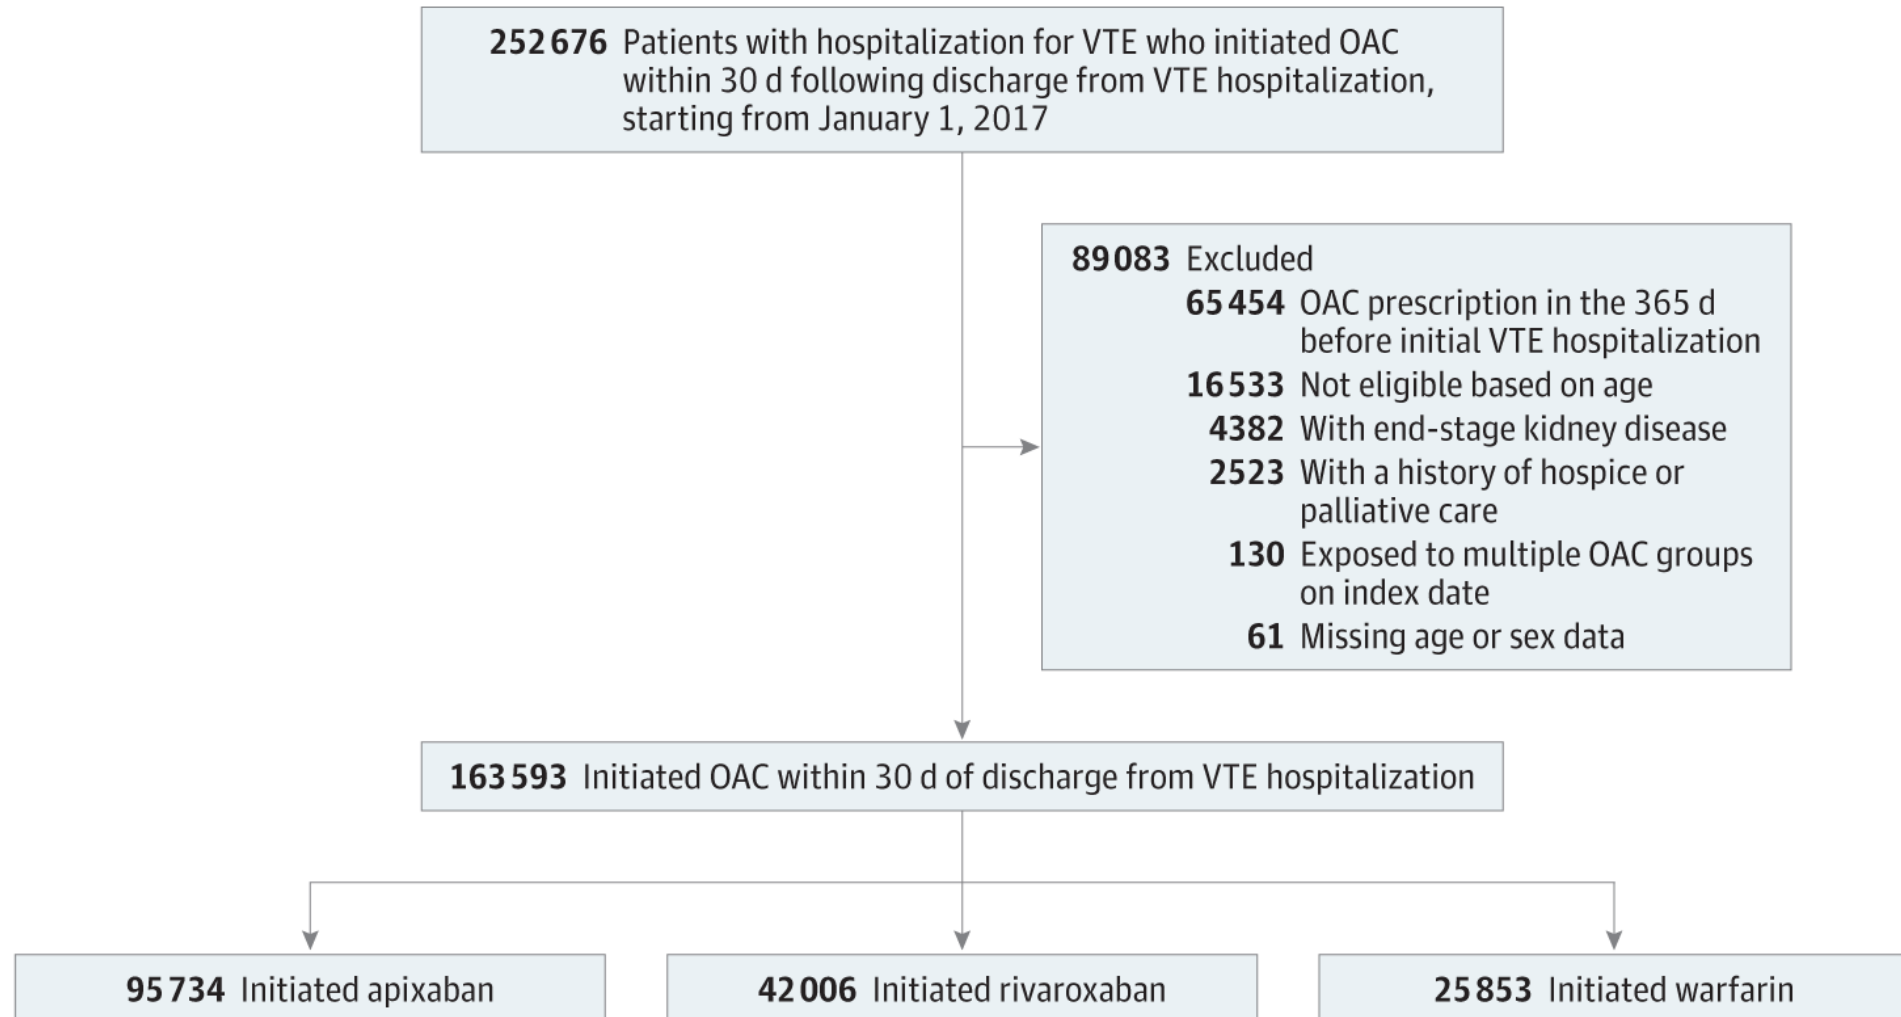 252 676 Patients with hospitalization for VTE who initiated OAC
within 30 d following discharge from VTE hospitalization,
starting from January 1, 2017
89 083 Excluded
65 454 OAC prescription in the 365 d
before initial VTE hospitalization
16 533 Not eligible based on age
4382 With end-stage kidney disease
2523 With a history of hospice or
palliative care
130 Exposed to multiple OAC groups
on index date
61 Missing age or sex data
163 593 Initiated OAC within 30 d of discharge from VTE hospitalization
95 734 Initiated apixaban
42 006 Initiated rivaroxaban
25 853 Initiated warfarin